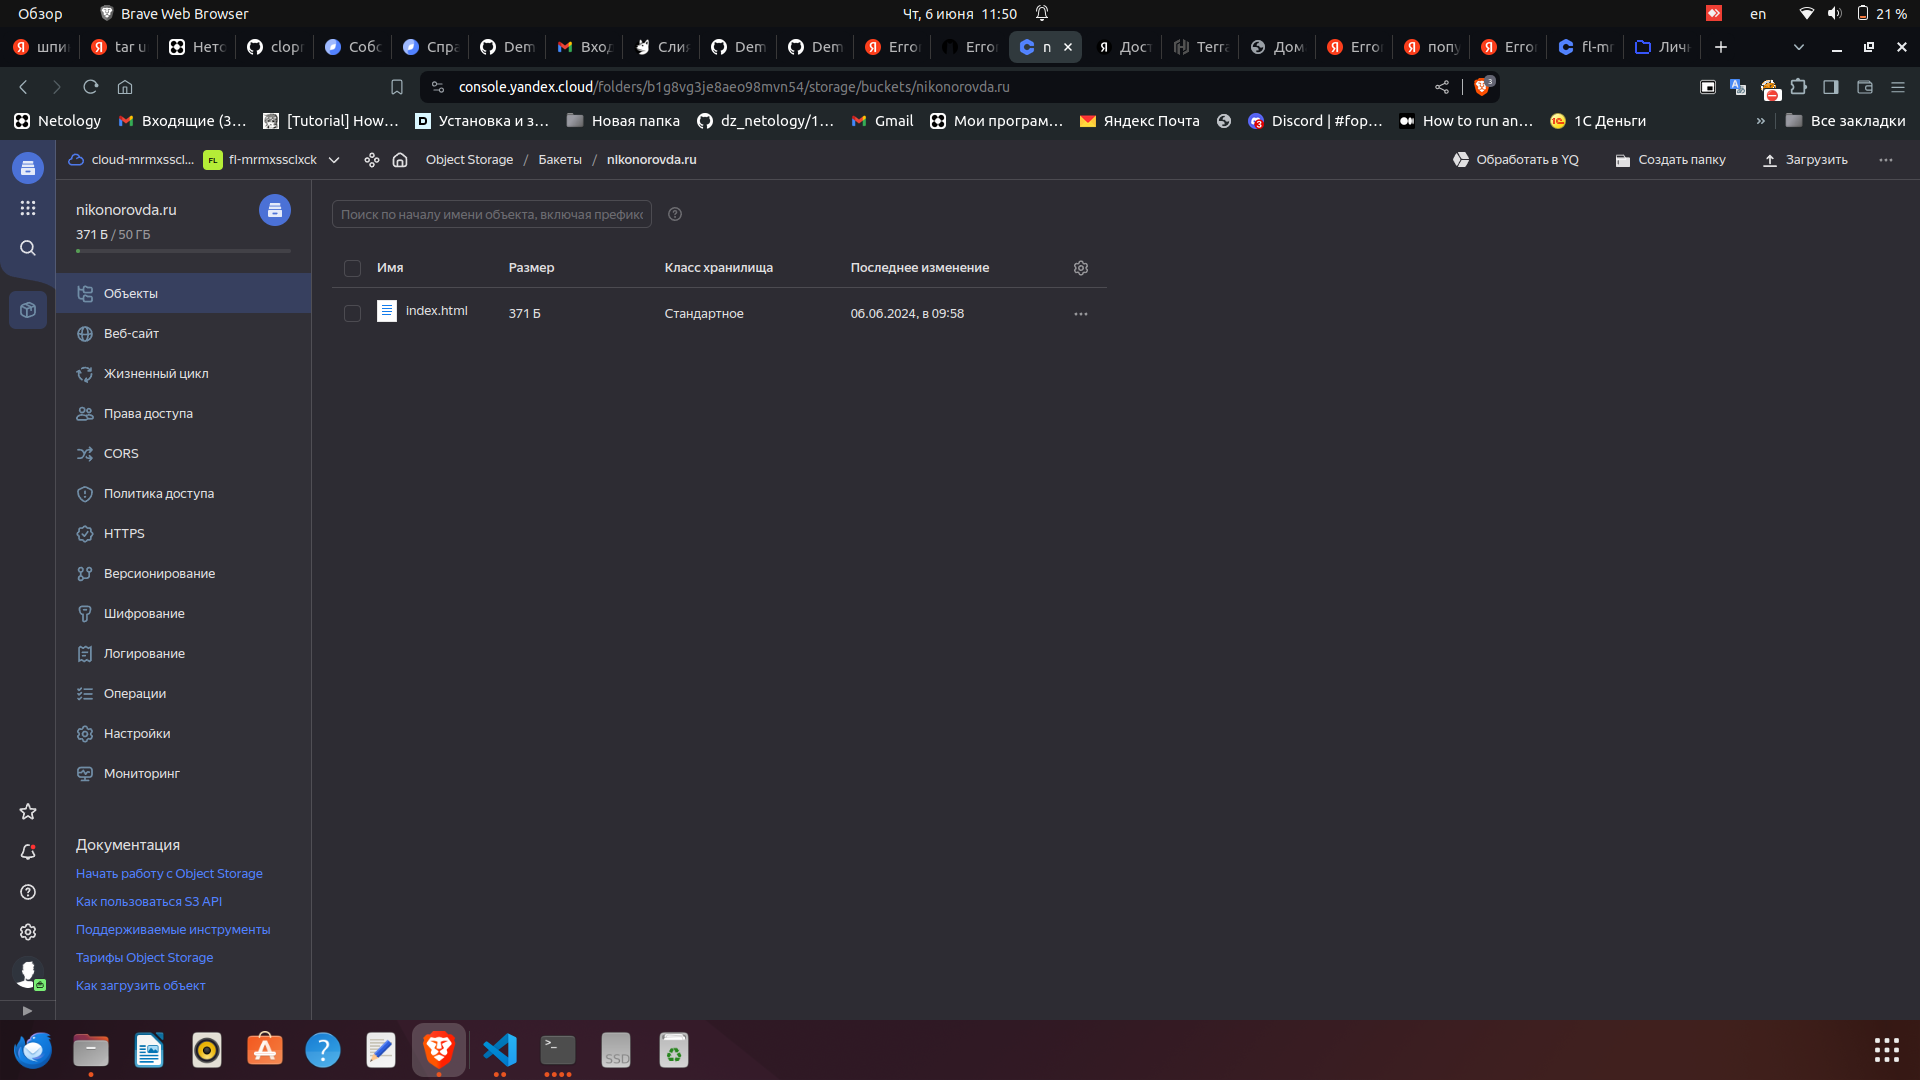 Обзор
Brave Web Browser
Чт, 6 июня 11:50
en
21 %
шпи
tar u
Нето
clop
Собс
Спра
Dem
Вход
Сли
Dem
Dem
Erro
Erro
n
Дост
Terra
Дом
Erro
попу
Erro
fl-mr
Личн
console.yandex.cloud/folders/b1g8vg3je8aeo98mvn54/storage/buckets/nikonorovda.ru
3
Netology
Входящие (3…
[Tutorial] How…
Установка и з…
Новая папка
dz_netology/1…
Gmail
Мои програм…
Яндекс Почта
Discord | #fop…
How to run an…
1С Деньги
»
Все закладки
cloud-mrmxsscl...
FL
fl-mrmxssclxck
Object Storage / Бакеты / nikonorovda.ru
Обработать в YQ
Создать папку
Загрузить
nikonorovda.ru
371 Б / 50 ГБ
Объекты
Веб-сайт
Жизненный цикл
Права доступа
CORS
Политика доступа
HTTPS
Версионирование
Шифрование
Логирование
Операции
Настройки
Мониторинг
Документация
Начать работу с Object Storage
Как пользоваться S3 API
Поддерживаемые инструменты
Тарифы Object Storage
Как загрузить объект
Поиск по началу имени объекта, включая префикс
Имя
Размер
Класс хранилища
Последнее изменение
index.html
371 Б
Стандартное
06.06.2024, в 09:58
SSD